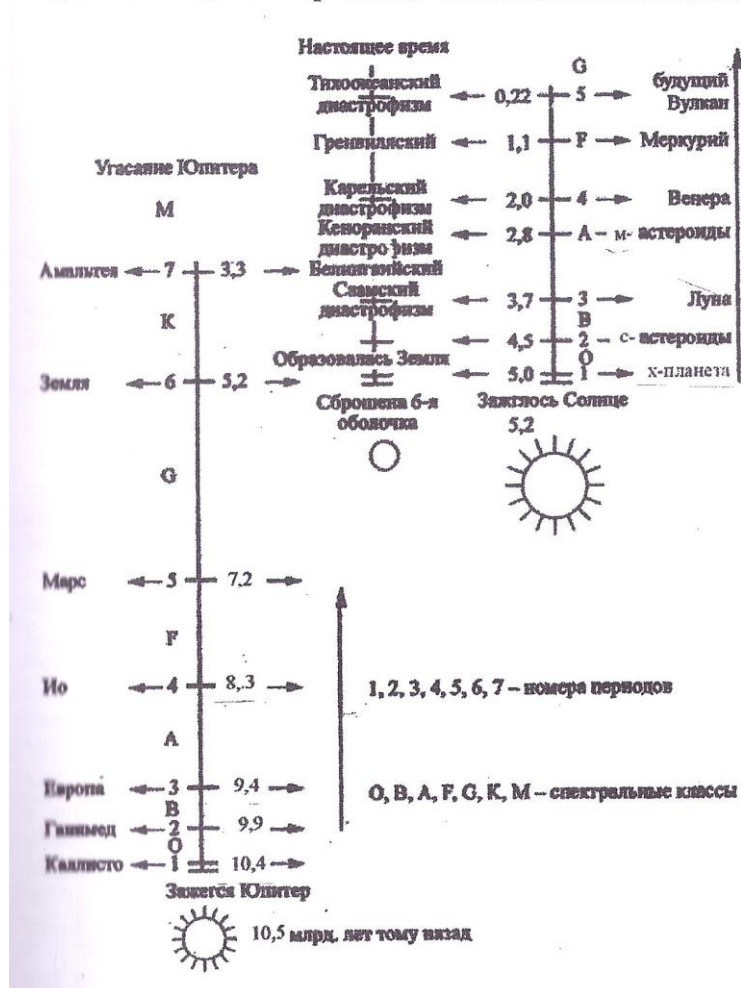 Настоящее время
G
Тихоокеанский диастрофизм 0,22 5 будущий Вулкан
Гренвиллский 1,1 F Меркурий
Угасание Юпитера
М
Карельский диастрофизм 2,0 4 Венера
Кеноранский диастрофизм 2,8 А м- астероиды
Амальтея 7 3,3
К
Саамский диастрофизм 3,7 3 Луна
В
4,5 2 с- астероиды
О
Образовалась Земля
Земля 6 5,2
5,0 1 х-планета
Сброшена 6-я оболочка
Зажглось Солнце
5,2
G
Марс 5 7,2
F
Ио 4 8,3
1, 2, 3, 4, 5, 6, 7 – номера периодов
А
Европа 3 9,4
О, В, А, F, G, К, М – спектральные классы
В
Ганимед 2 9,9
О
Каллисто 1 10,4
Зажегся Юпитер
10,5 млрд. лет тому назад